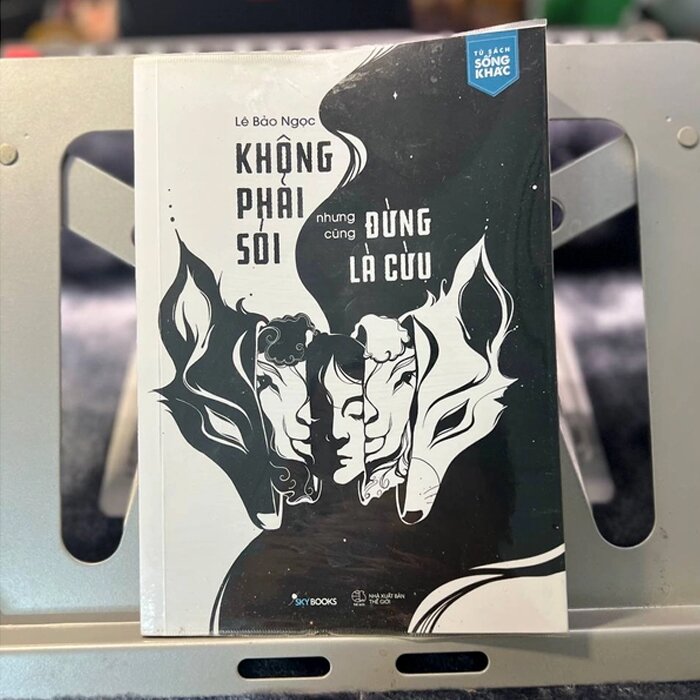 TỦ SÁCH
SỐNG
KHÁC
Lê Bảo Ngọc
KHÔNG
PHẢI
SÓI
nhưng
cũng
ĐỪNG
LÀ CỪU
SKYBOOKS
NHÀ XUẤT BẢN
THẾ GIỚI